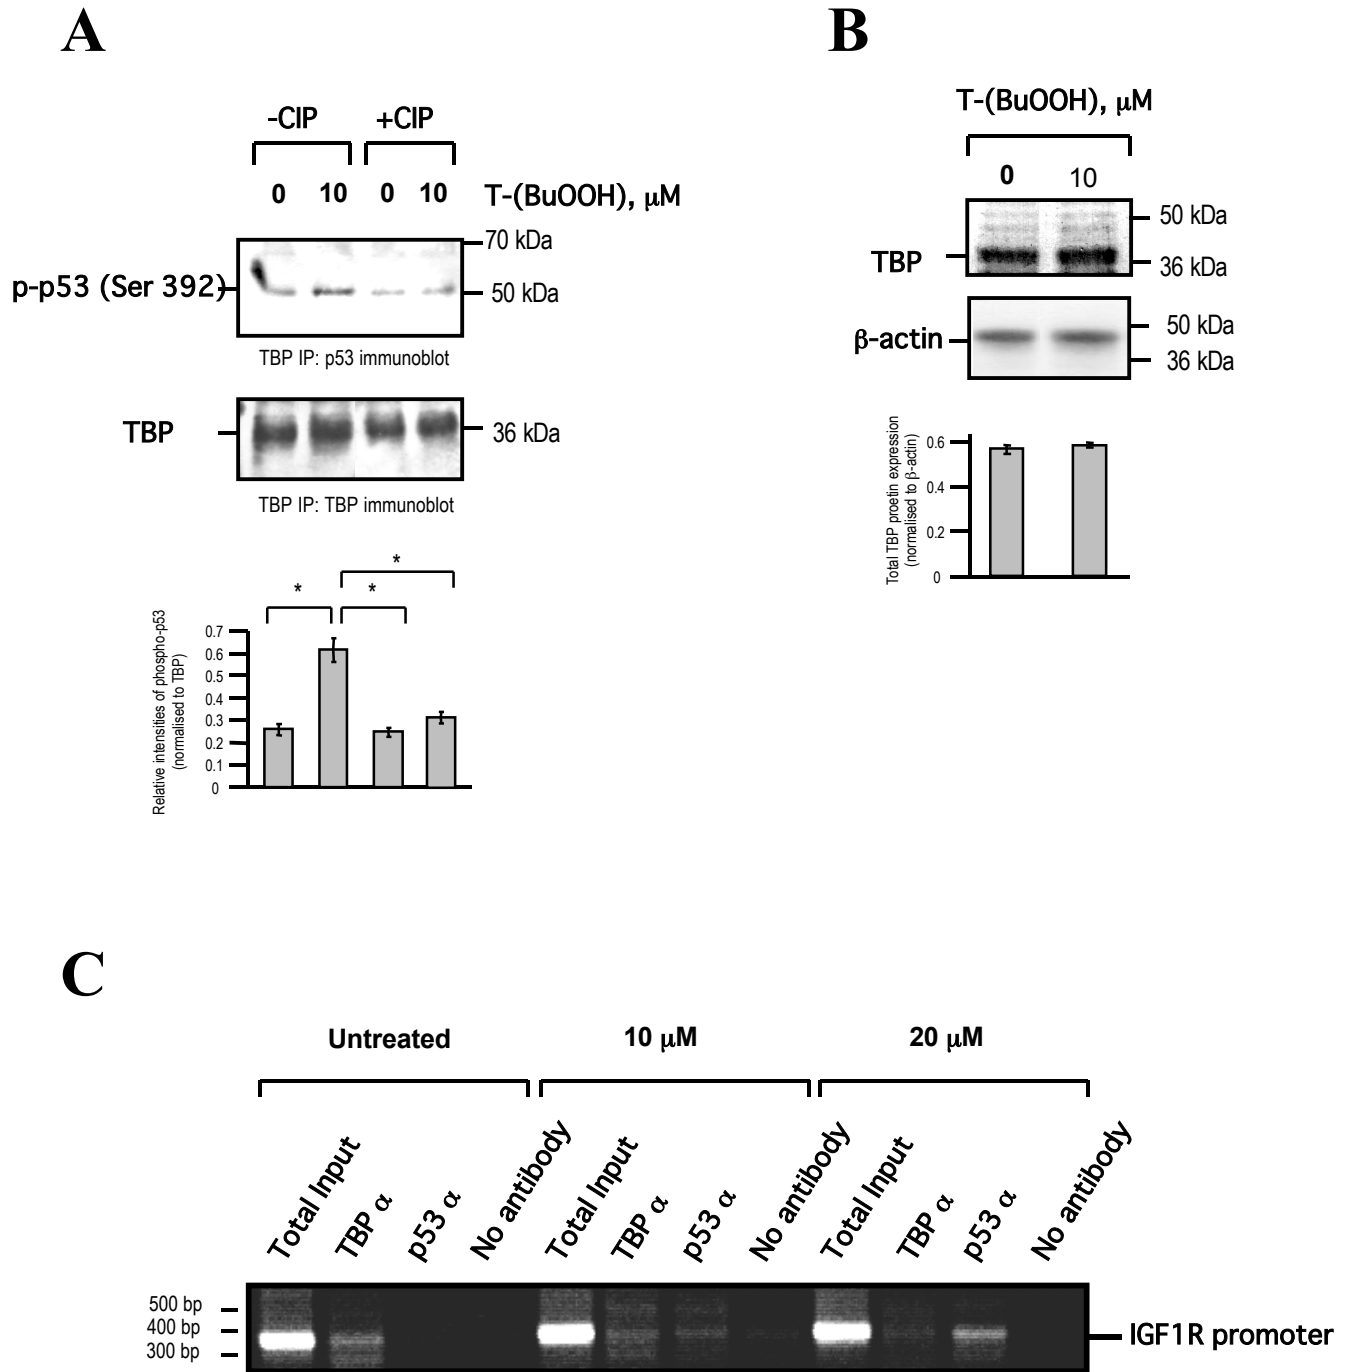 A
-CIP +CIP
0 10 0 10 T-(BuOOH), μM
70 kDa
p-p53 (Ser 392)
50 kDa
TBP IP: p53 immunoblot
TBP
36 kDa
TBP IP: TBP immunoblot
*
* *
Relative intensities of phospho-p53
(normalised to TBP)
0.7
0.6
0.5
0.4
0.3
0.2
0.1
0
B
T-(BuOOH), μM
0 10
50 kDa
TBP
36 kDa
50 kDa
β-actin
36 kDa
Total TBP proetin expression
(normalised to β-actin)
0.6
0.4
0.2
0
C
Untreated 10 μM 20 μM
Total Input
TBP α
p53 α
No antibody
Total Input
TBP α
p53 α
No antibody
Total Input
TBP α
p53 α
No antibody
500 bp
400 bp
300 bp
IGF1R promoter